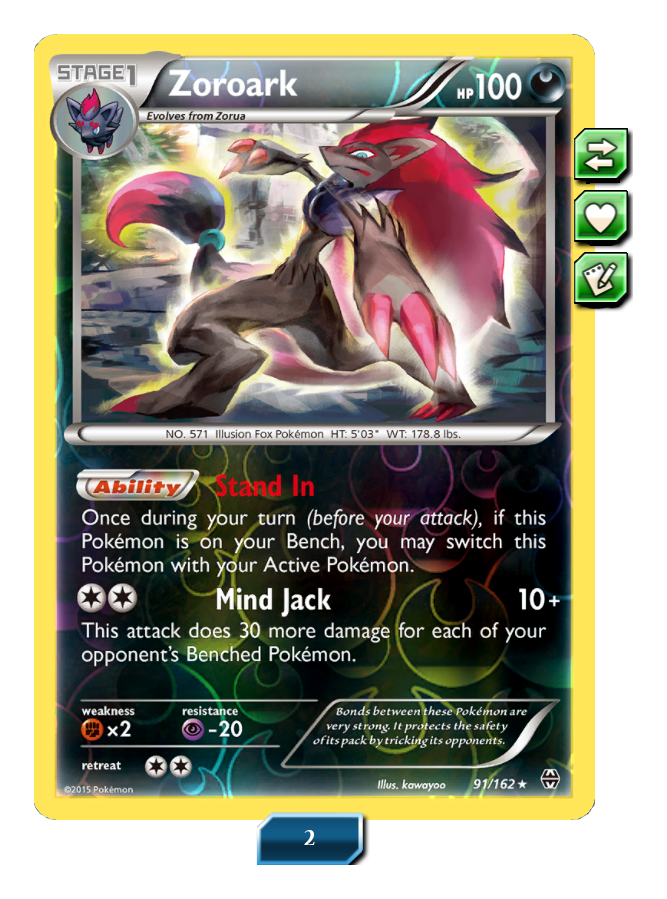 STAGE1
Zoroark
HP100
Evolves from Zorua
NO. 571 Illusion Fox Pokémon HT: 5'03" WT: 178.8 lbs.
Ability Stand In
Once during your turn (before your attack), if this
Pokémon is on your Bench, you may switch this
Pokémon with your Active Pokémon.
Mind Jack 10+
This attack does 30 more damage for each of your
opponent's Benched Pokémon.
weakness resistance
×2 -20
retreat
Bonds between these Pokémon are
very strong. It protects the safety
of its pack by tricking its opponents.
©2015 Pokémon
Illus. kawayoo 91/162 ★
2